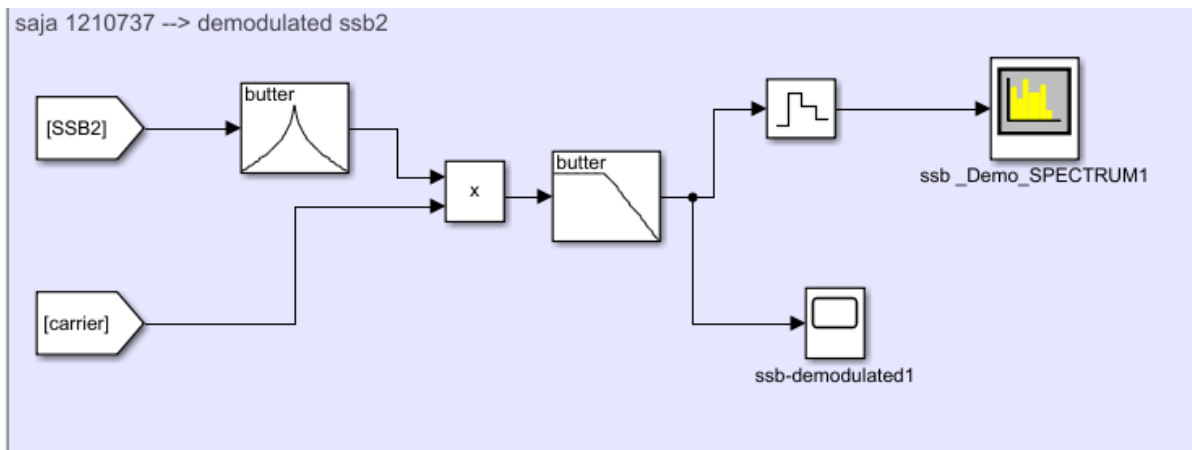 saja 1210737 --> demodulated ssb2
butter
[SSB2]
butter
x
ssb _Demo_SPECTRUM1
[carrier]
ssb-demodulated1